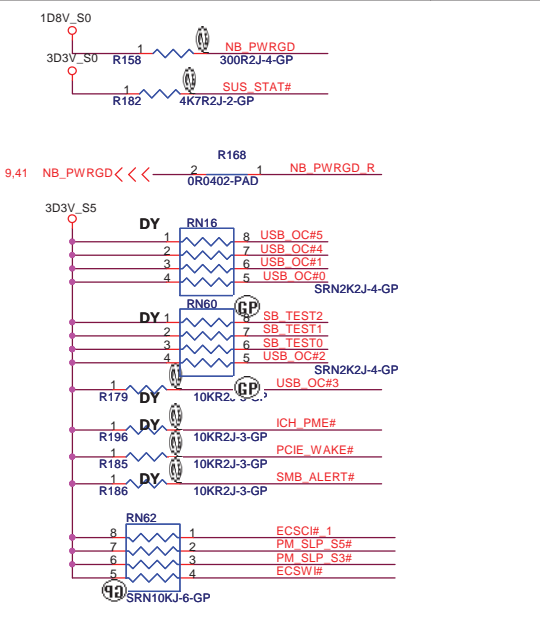 1D8V_S0
1 NB_PWRGD
R158 300R2J-4-GP
3D3V_S0
1 SUS_STAT#
R182 4K7R2J-2-GP
R168
9,41 NB_PWRGD 2 1 NB_PWRGD_R
0R0402-PAD
3D3V_S5
DY RN16
1 8 USB_OC#5
2 7 USB_OC#4
3 6 USB_OC#1
4 5 USB_OC#0
SRN2K2J-4-GP
RN60 GP
DY 1 8 SB_TEST2
2 7 SB_TEST1
3 6 SB_TEST0
4 5 USB_OC#2
SRN2K2J-4-GP
1 GP USB_OC#3
R179 DY
1 DY ICH_PME#
R196 10KR2J-3-GP
1 PCIE_WAKE#
R185 10KR2J-3-GP
1 DY SMB_ALERT#
R186 10KR2J-3-GP
RN62
8 1 ECSCI#_1
7 2 PM_SLP_S5#
6 3 PM_SLP_S3#
5 4 ECSWI#
GP SRN10KJ-6-GP